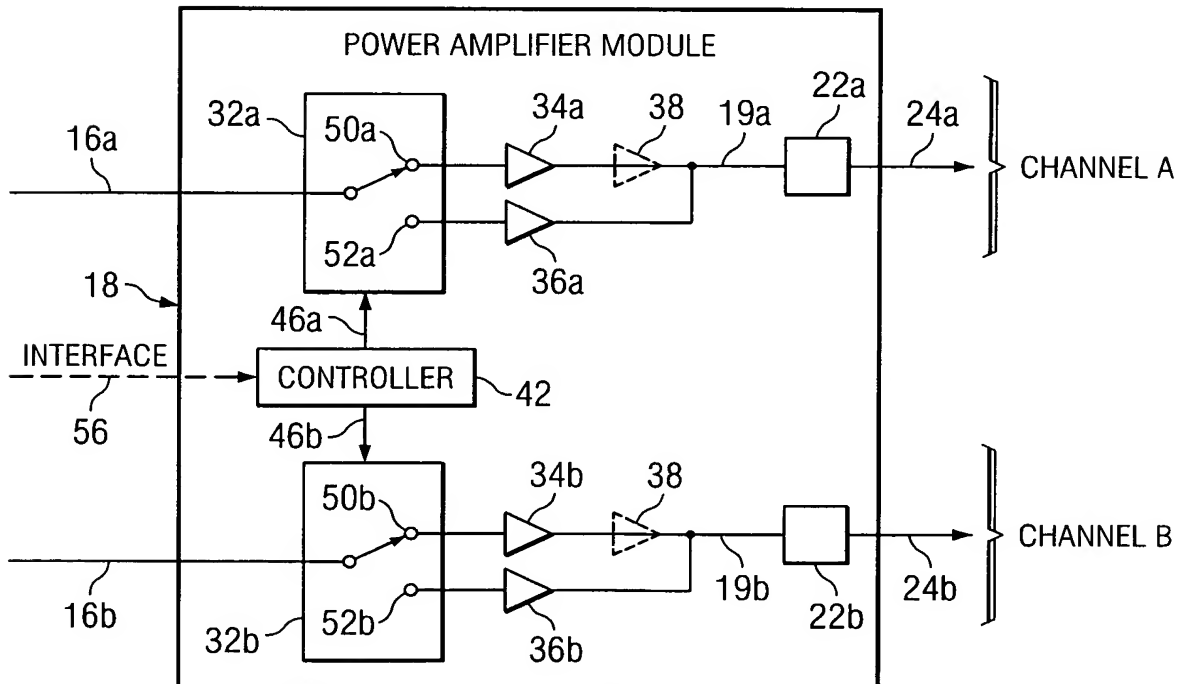 POWER AMPLIFIER MODULE
22a
32a
34a
38
19a
24a
16a
50a
CHANNEL A
52a
36a
18
46a
INTERFACE
CONTROLLER
42
56
46b
34b
38
50b
CHANNEL B
16b
52b
19b
24b
32b
36b
22b